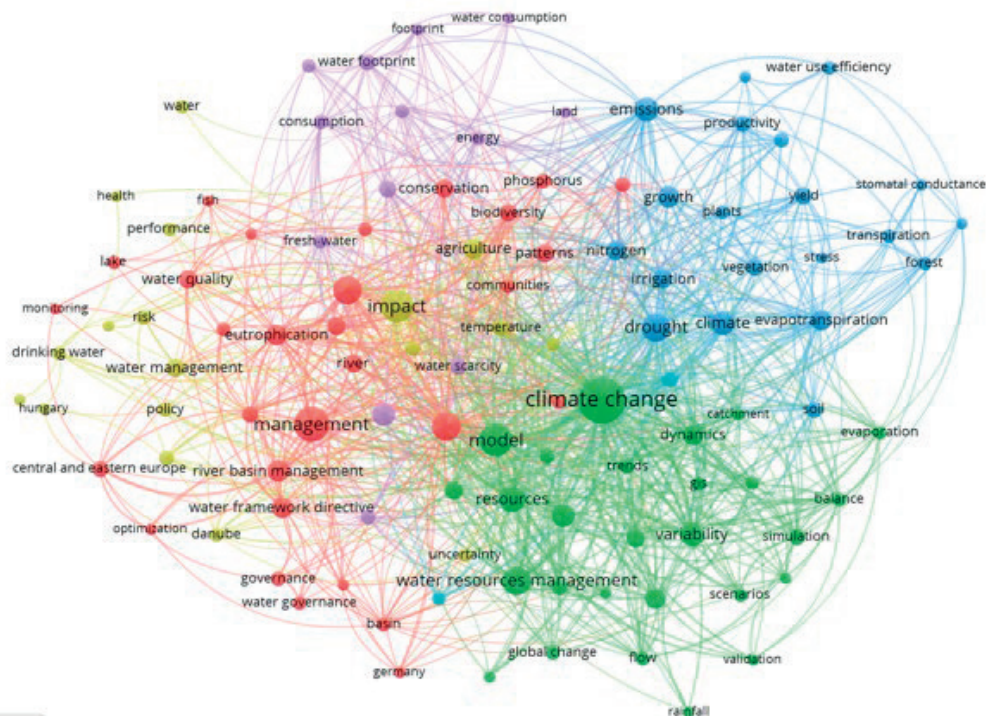 water consumption
footprint
water footprint
water use efficiency
water
consumption
emissions
land
productivity
energy
health
fish
conservation
phosphorus
growth
yield
stomatal conductance
biodiversity
plants
performance
fresh-water
agriculture
patterns
nitrogen
transpiration
lake
water quality
communities
irrigation
vegetation
stress
forest
monitoring
risk
impact
eutrophication
temperature
drought
climate
evapotranspiration
drinking water
water management
river
water scarcity
hungary
policy
climate change
catchment
soil
management
model
dynamics
evaporation
central and eastern europe
river basin management
trends
gis
water framework directive
resources
balance
optimization
danube
variability
simulation
uncertainty
governance
water resources management
water governance
scenarios
basin
germany
global change
flow
validation
rainfall